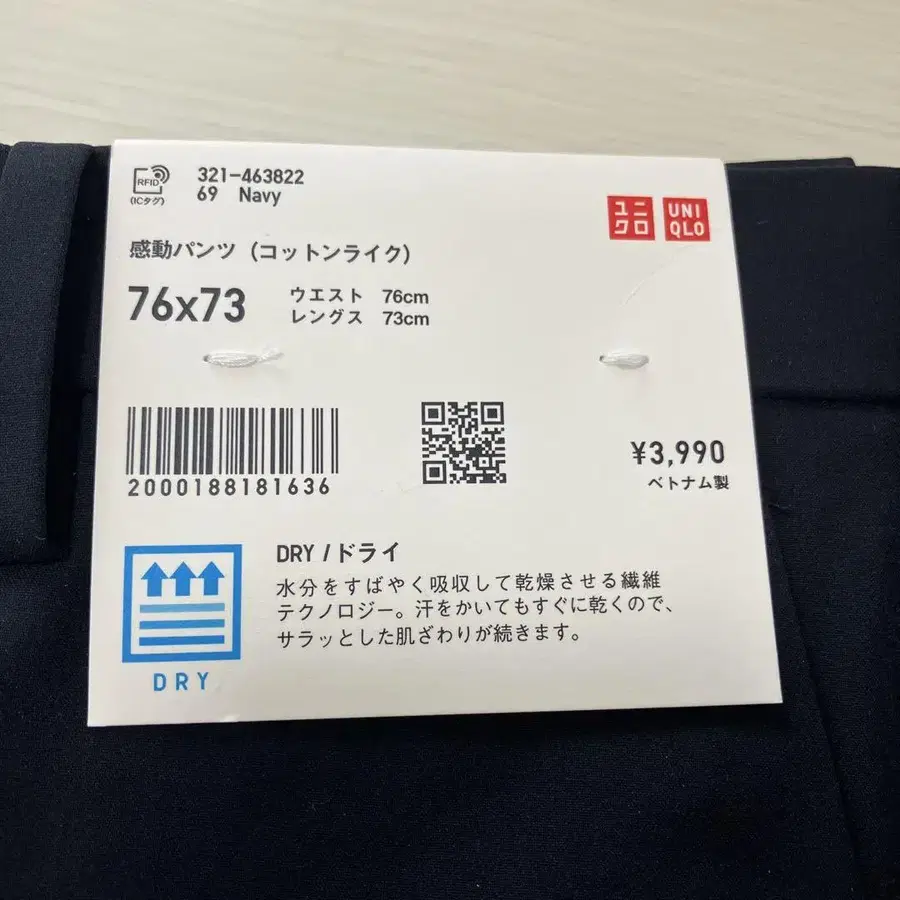 RFID
(ICタグ)
321-463822
69 Navy
ユニ
クロ
UNI
QLO
感動パンツ (コットンライク)
76x73
ウエスト 76cm
レングス 73cm
2000188181636
¥3,990
ベトナム製
DRY / ドライ
水分をすばやく吸収して乾燥させる繊維
テクノロジー。汗をかいてもすぐに乾くので、
サラッとした肌ざわりが続きます。
DRY